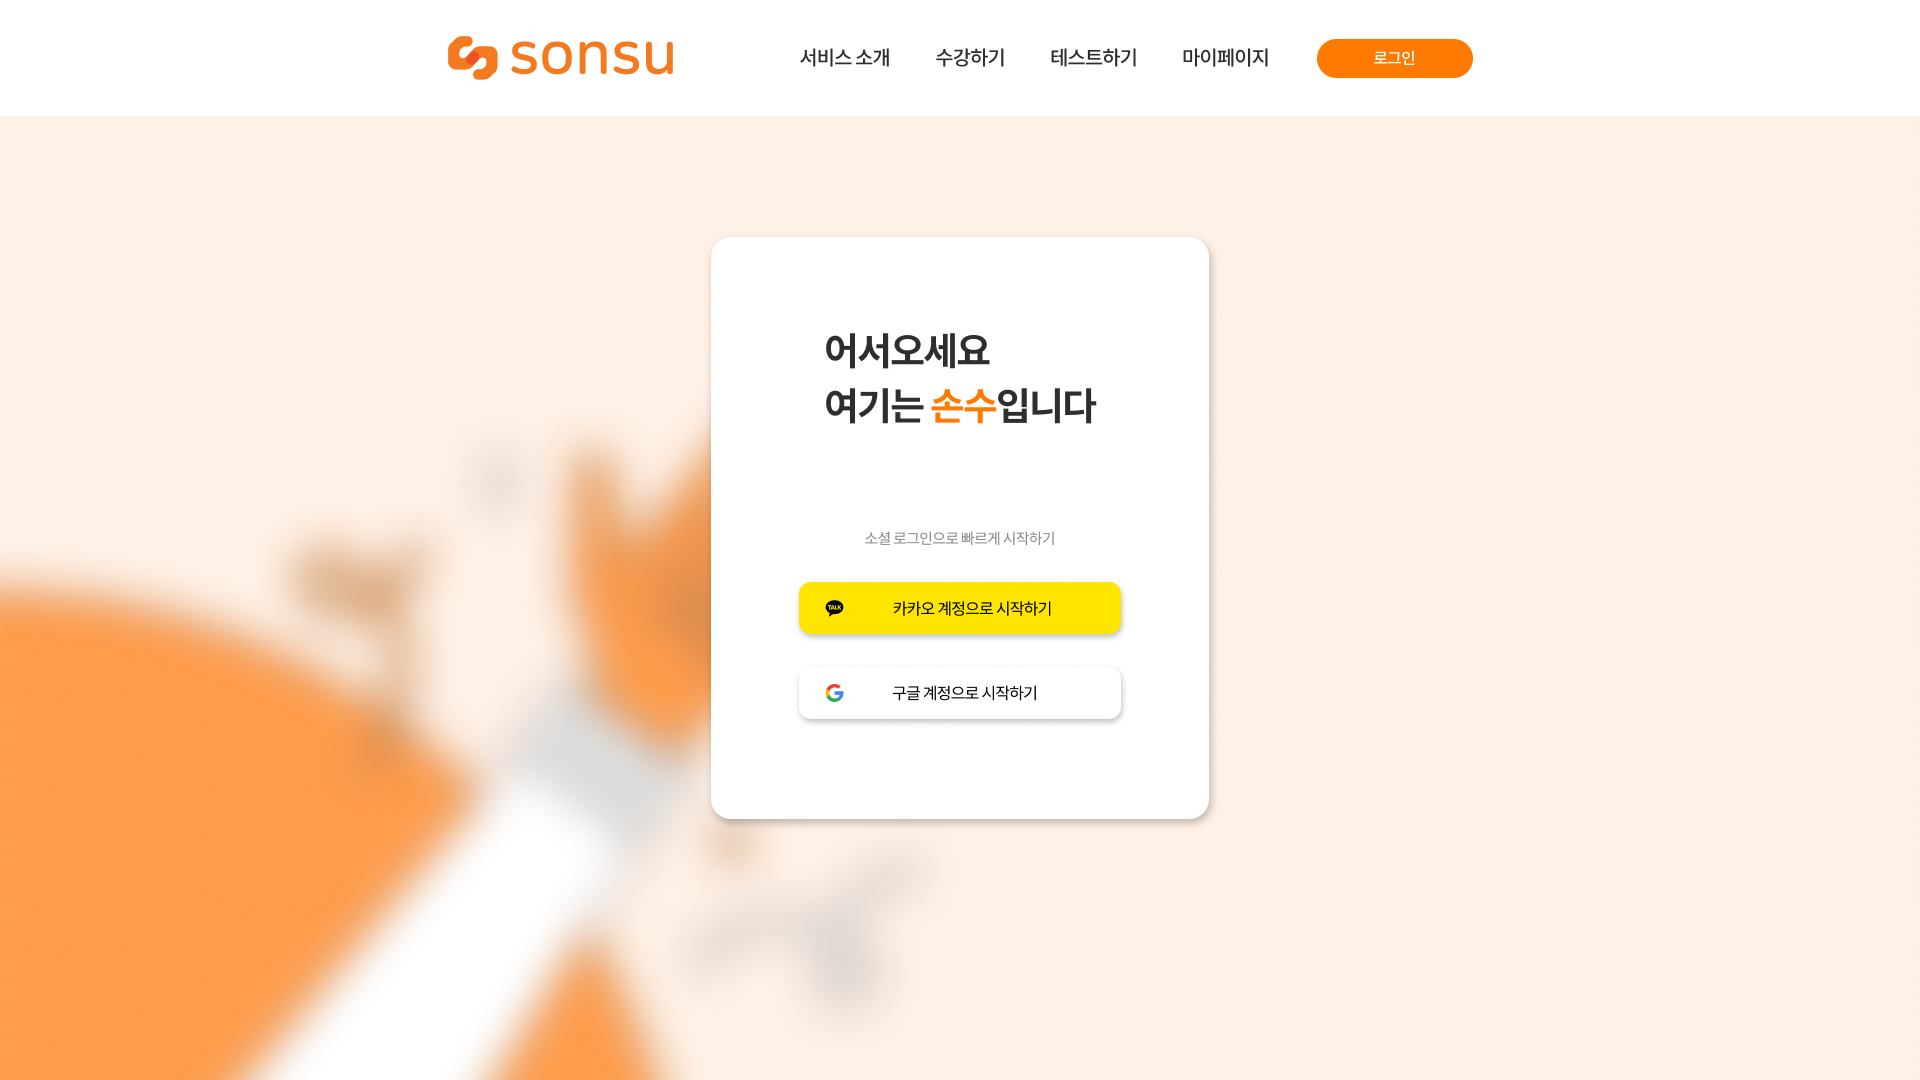 sonsu
서비스 소개
수강하기
테스트하기
마이페이지
로그인
어서오세요
여기는 손수입니다
소셜 로그인으로 빠르게 시작하기
TALK
카카오 계정으로 시작하기
구글 계정으로 시작하기